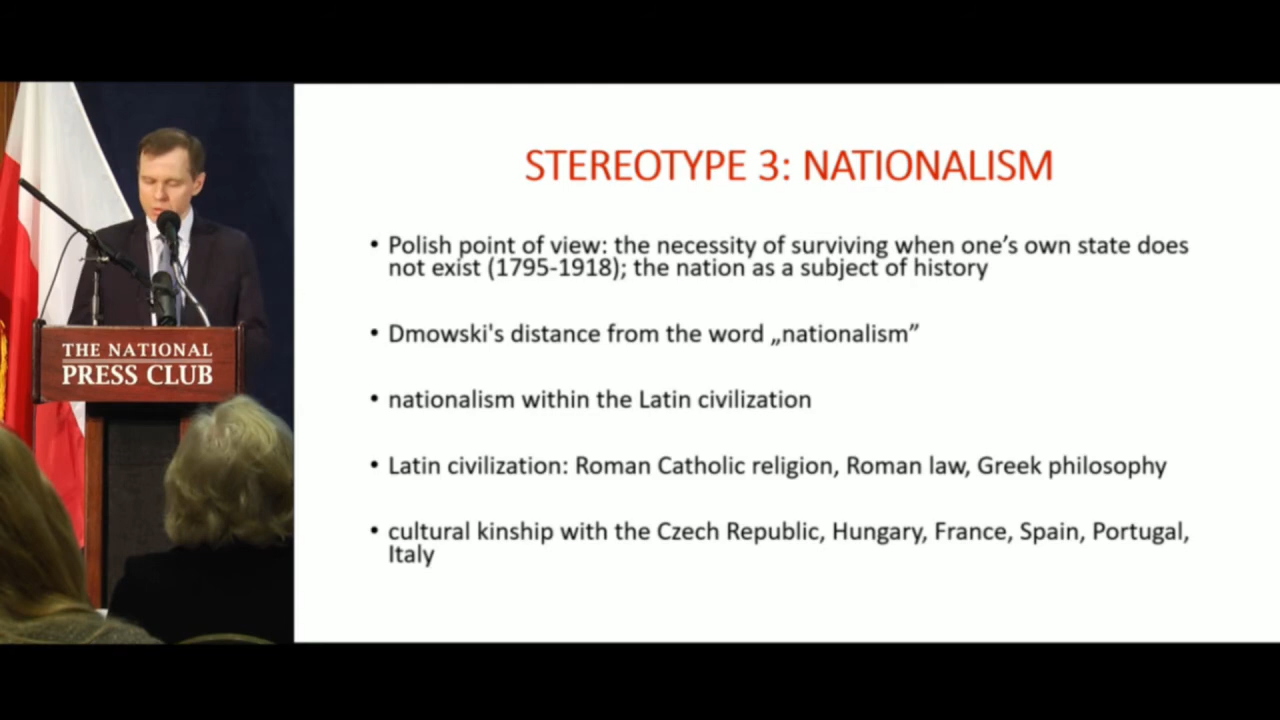 THE NATIONAL
PRESS CLUB
STEREOTYPE 3: NATIONALISM
• Polish point of view: the necessity of surviving when one’s own state does
not exist (1795-1918); the nation as a subject of history
• Dmowski's distance from the word „nationalism”
• nationalism within the Latin civilization
• Latin civilization: Roman Catholic religion, Roman law, Greek philosophy
• cultural kinship with the Czech Republic, Hungary, France, Spain, Portugal,
Italy